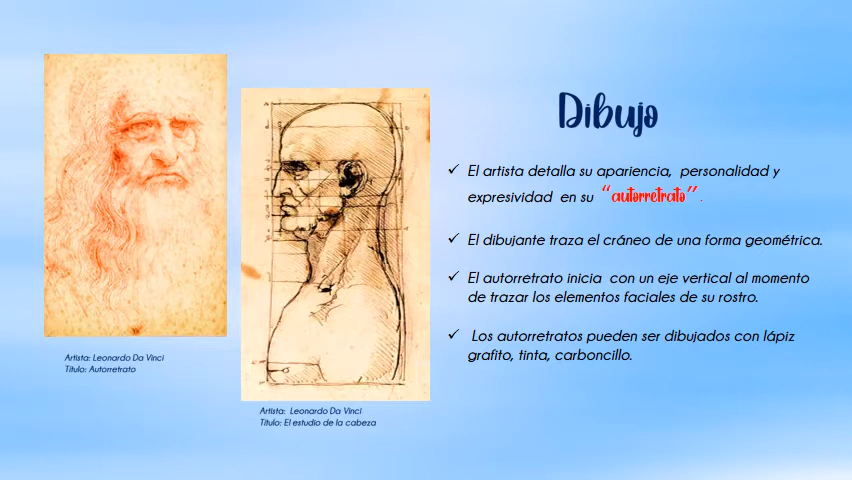 Dibujo
✓ El artista detalla su apariencia, personalidad y
expresividad en su “autorretrato”.
✓ El dibujante traza el cráneo de una forma geométrica.
✓ El autorretrato inicia con un eje vertical al momento
de trazar los elementos faciales de su rostro.
✓ Los autorretratos pueden ser dibujados con lápiz
grafito, tinta, carboncillo.
Artista: Leonardo Da Vinci
Título: Autorretrato
Artista: Leonardo Da Vinci
Título: El estudio de la cabeza